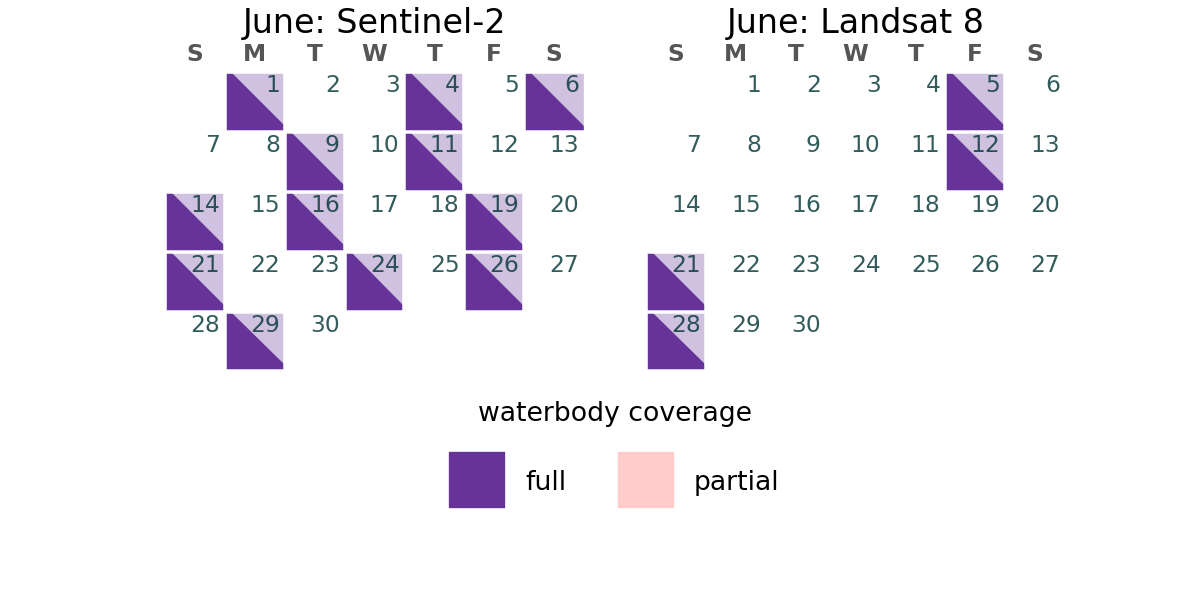 June: Sentinel-2
S M T W T F S
1 2 3 4 5 6
7 8 9 10 11 12 13
14 15 16 17 18 19 20
21 22 23 24 25 26 27
28 29 30
June: Landsat 8
S M T W T F S
1 2 3 4 5 6
7 8 9 10 11 12 13
14 15 16 17 18 19 20
21 22 23 24 25 26 27
28 29 30
waterbody coverage
full partial